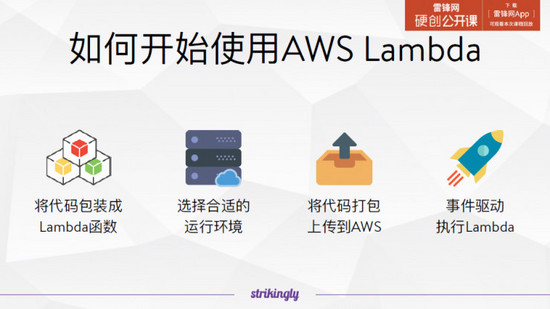 雷锋网
硬创公开课
下载
雷锋网App
可观看本次课程回放
如何开始使用AWS Lambda
将代码包装成
Lambda函数
选择合适的
运行环境
将代码打包
上传到AWS
事件驱动
执行Lambda
strikingly